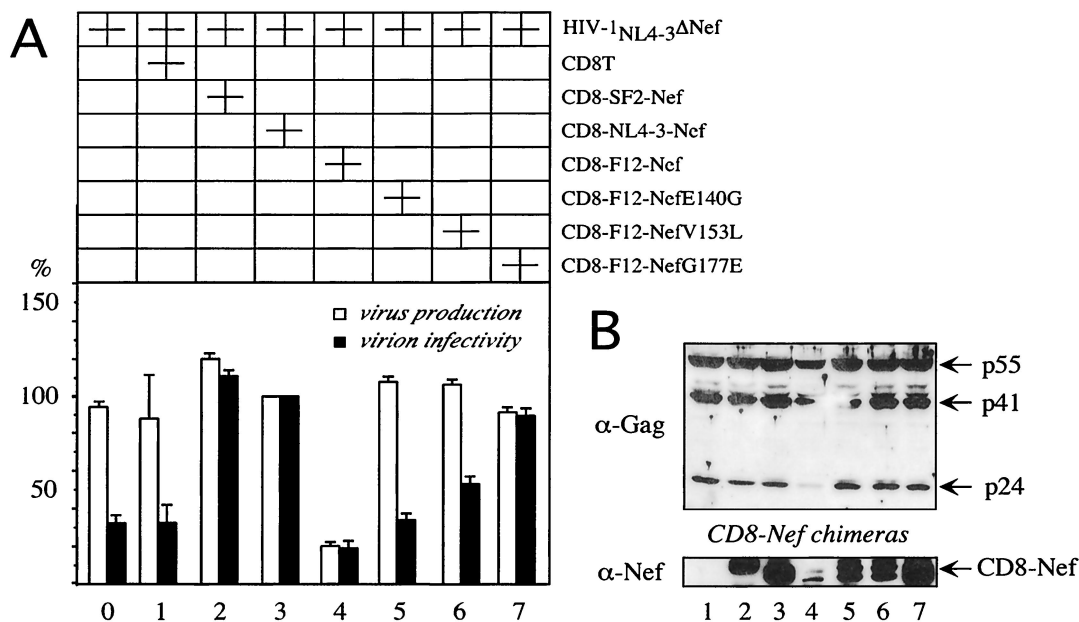 A
HIV-1NL4-3ΔNef
CD8T
CD8-SF2-Nef
CD8-NL4-3-Nef
CD8-F12-Nef
CD8-F12-NefE140G
CD8-F12-NefV153L
CD8-F12-NefG177E
%
150
100
50
virus production
virion infectivity
0 1 2 3 4 5 6 7
B
α-Gag
p55
p41
p24
CD8-Nef chimeras
α-Nef
CD8-Nef
1 2 3 4 5 6 7